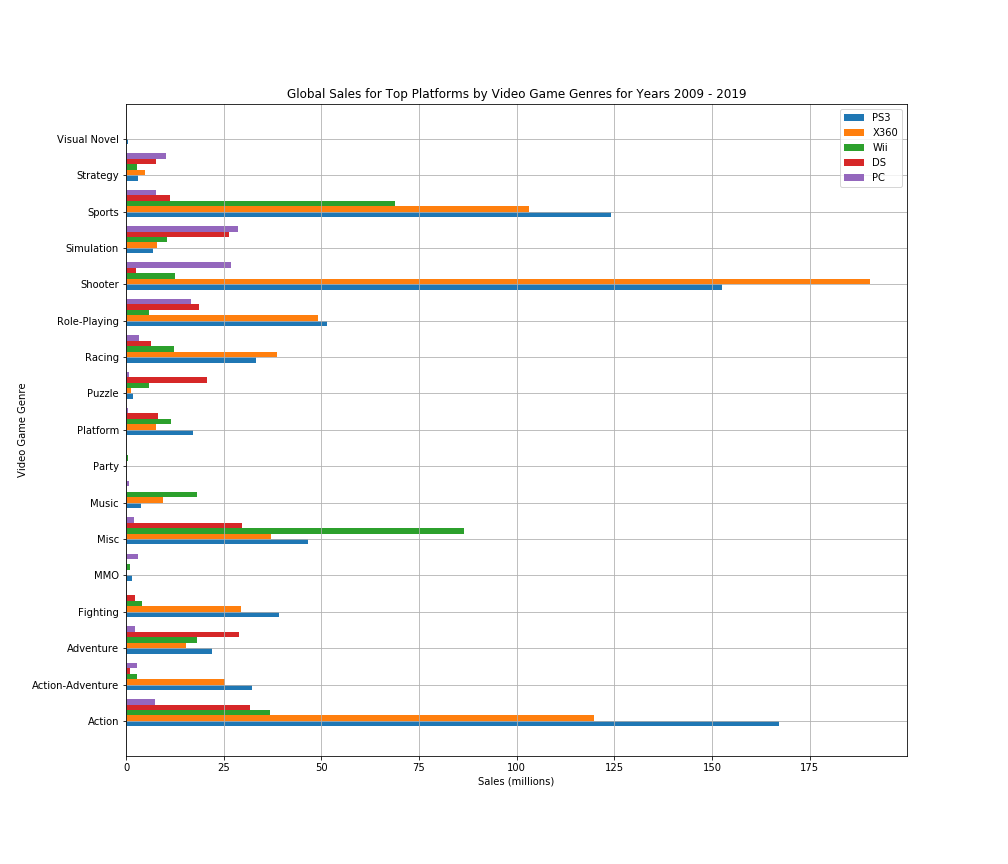 Global Sales for Top Platforms by Video Game Genres for Years 2009 - 2019
PS3
X360
Wii
DS
PC
Visual Novel
Strategy
Sports
Simulation
Shooter
Role-Playing
Racing
Puzzle
Platform
Party
Music
Misc
MMO
Fighting
Adventure
Action-Adventure
Action
Video Game Genre
0 25 50 75 100 125 150 175
Sales (millions)